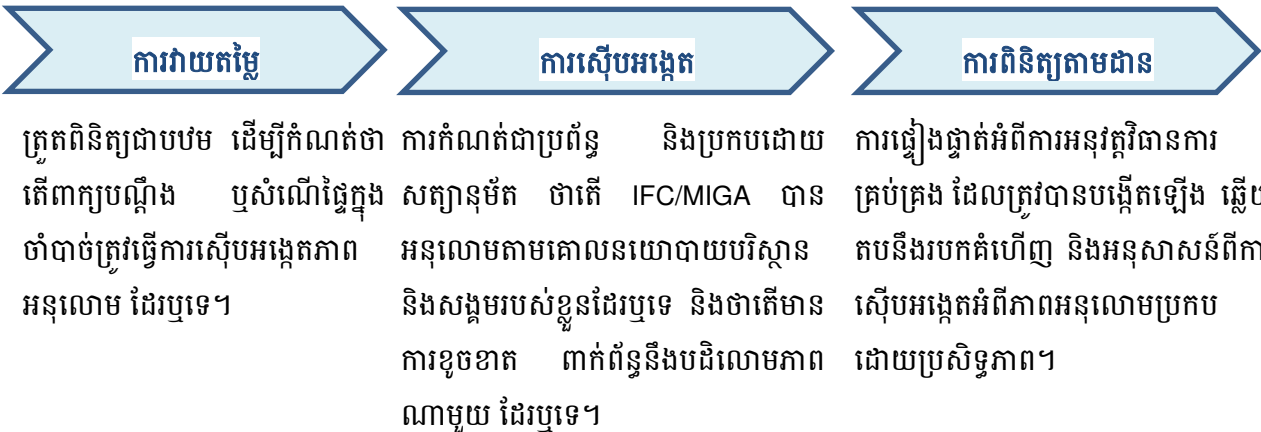 ការវាយតម្លៃ
ត្រួតពិនិត្យជាបឋម ដើម្បីកំណត់ថា
តើពាក្យបណ្តឹង ឬសំណើផ្ទៃក្នុង
ចាំបាច់ត្រូវធ្វើការស៊ើបអង្កេតភាព
អនុលោម ដែរឬទេ។
ការស៊ើបអង្កេត
ការកំណត់ជាប្រព័ន្ធ និងប្រកបដោយ
សត្យានុម័ត ថាតើ IFC/MIGA បាន
អនុលោមតាមគោលនយោបាយបរិស្ថាន
និងសង្គមរបស់ខ្លួនដែរឬទេ និងថាតើមាន
ការខូចខាត ពាក់ព័ន្ធនឹងបដិលោមភាព
ណាមួយ ដែរឬទេ។
ការពិនិត្យតាមដាន
ការផ្ទៀងផ្ទាត់អំពីការអនុវត្តវិធានការ
គ្រប់គ្រង ដែលត្រូវបានបង្កើតឡើង ឆ្លើយ
តបនឹងរបកគំហើញ និងអនុសាសន៍ពីកា
ស៊ើបអង្កេតអំពីភាពអនុលោមប្រកប
ដោយប្រសិទ្ធភាព។